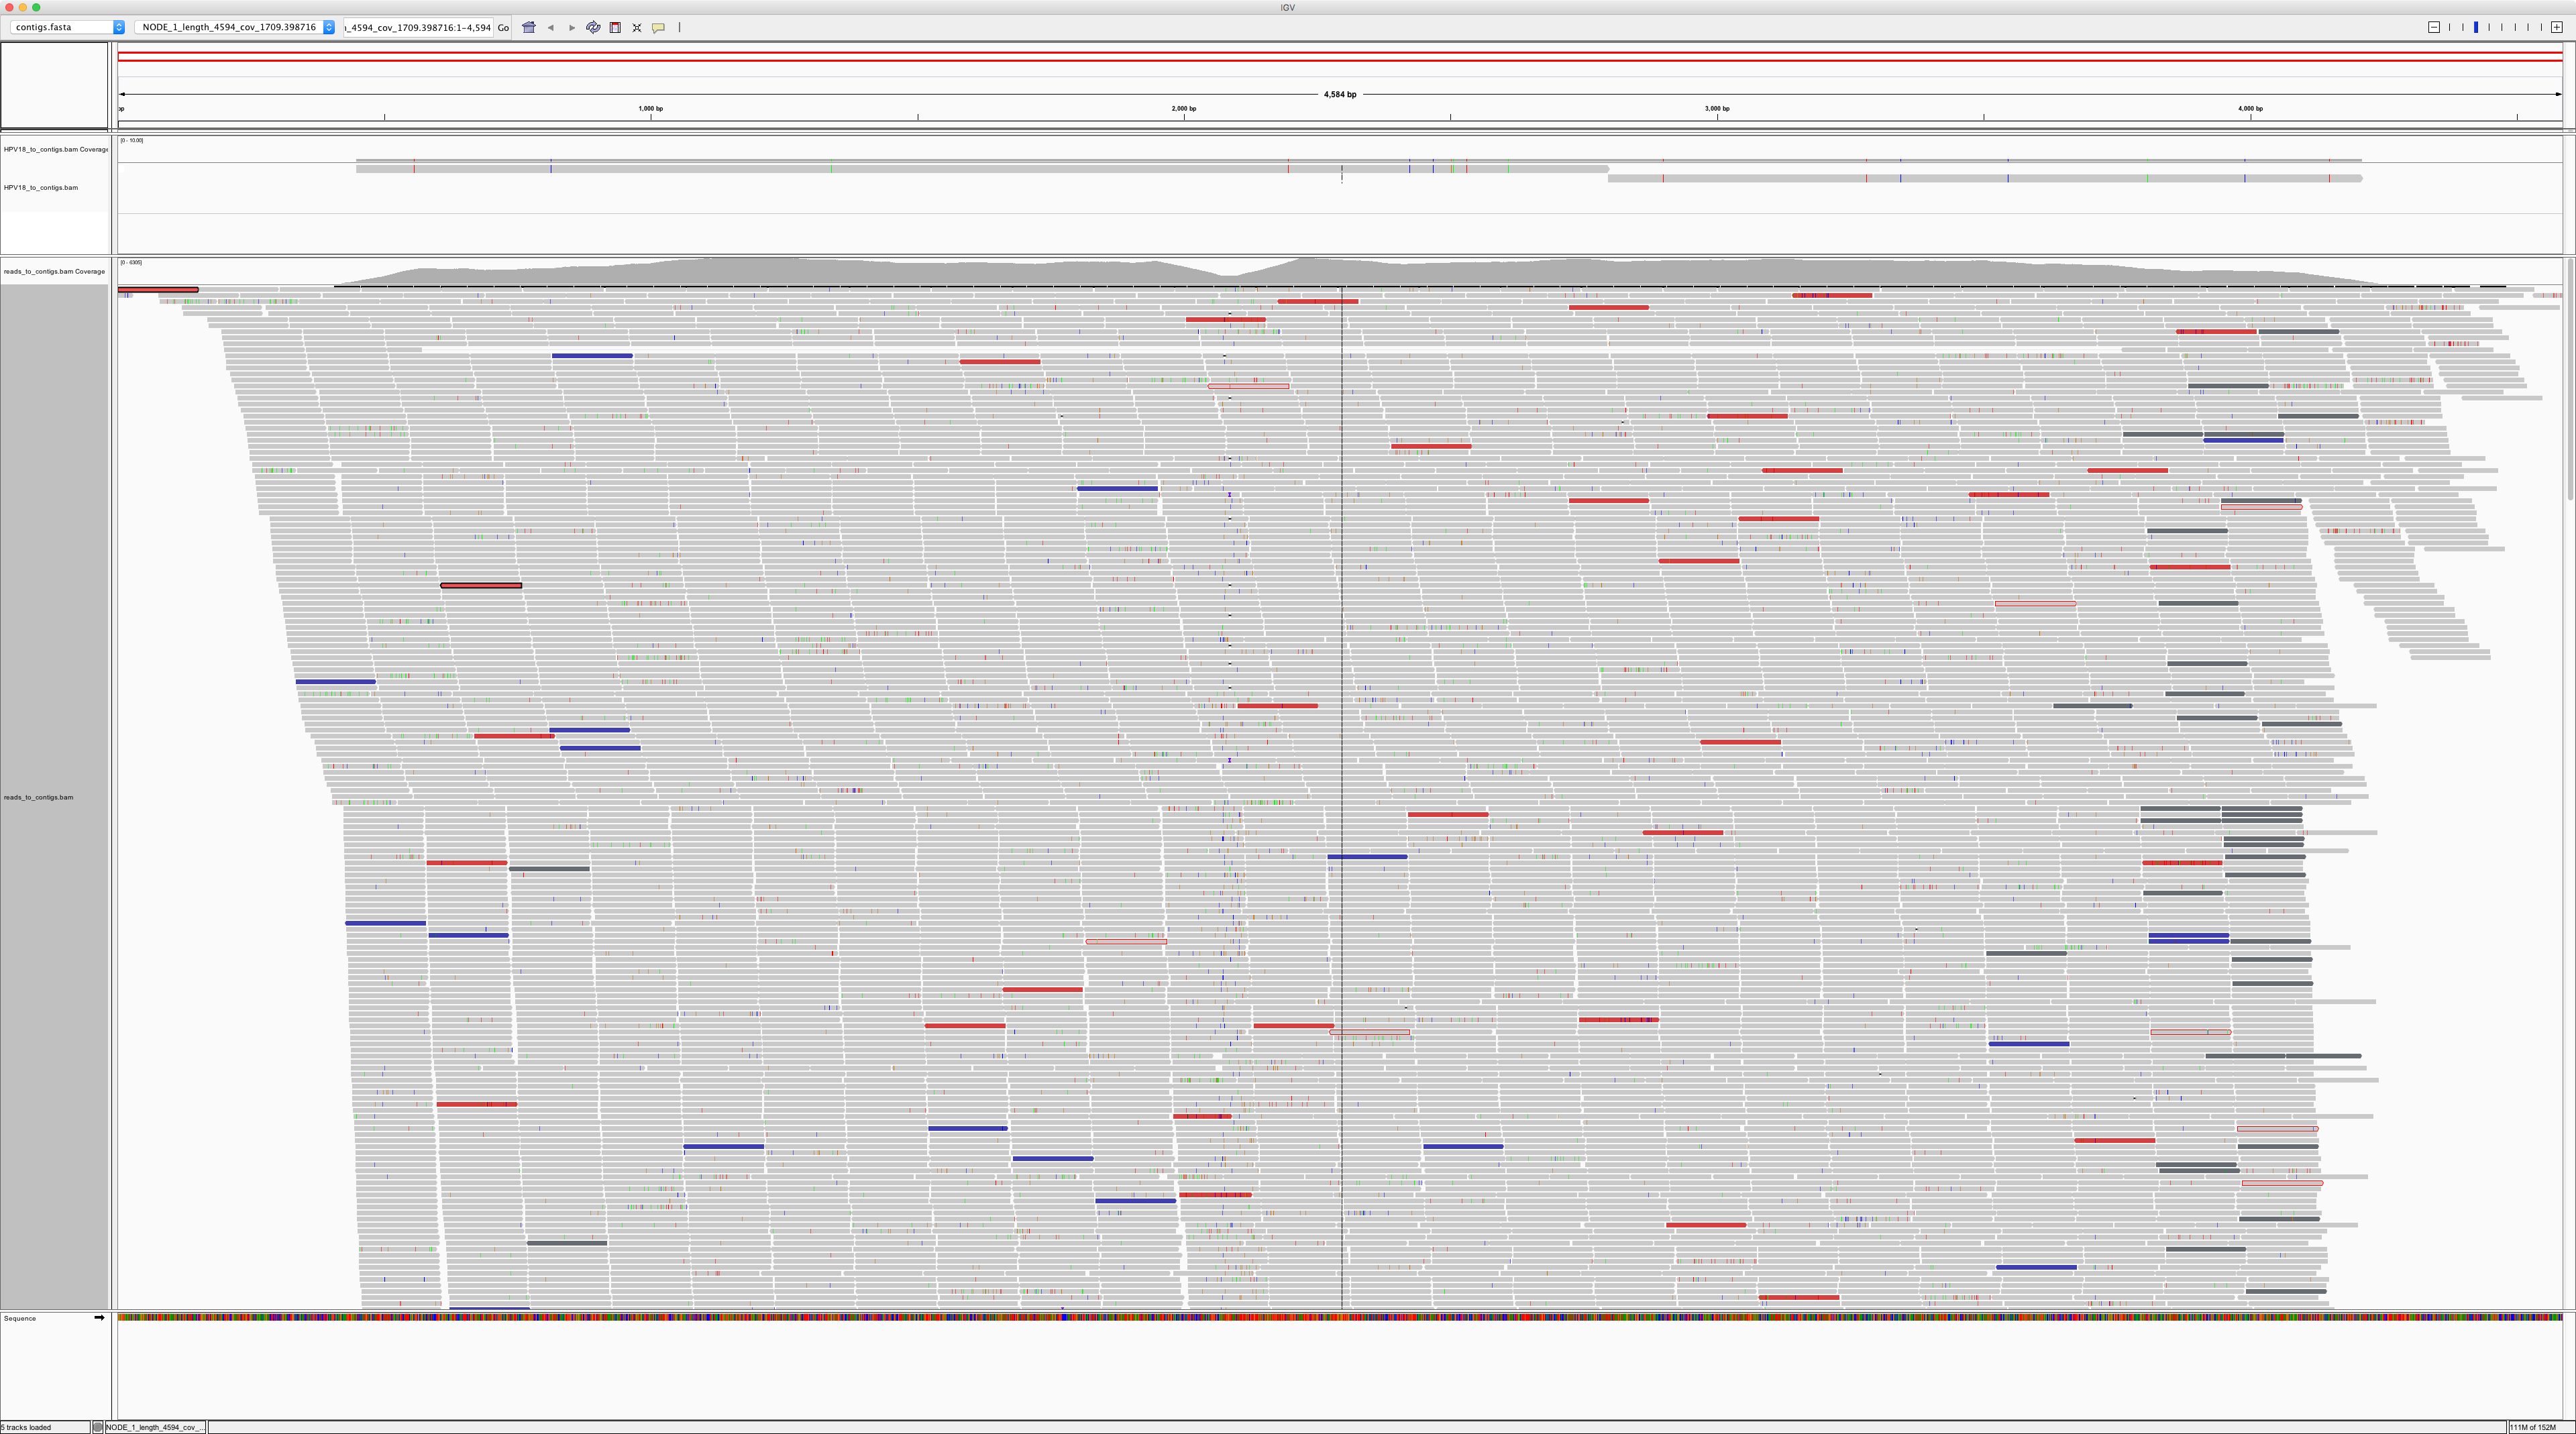 IGV
contigs.fasta
NODE_1_length_4594_cov_1709.398716
_4594_cov_1709.398716:1-4,594
Go
4,584 bp
1,000 bp
2,000 bp
3,000 bp
4,000 bp
[0 - 10.00]
HPV18_to_contigs.bam Coverage
HPV18_to_contigs.bam
[0 - 6305]
reads_to_contigs.bam Coverage
reads_to_contigs.bam
Sequence
5 tracks loaded
NODE_1_length_4594_cov_...
111M of 152M